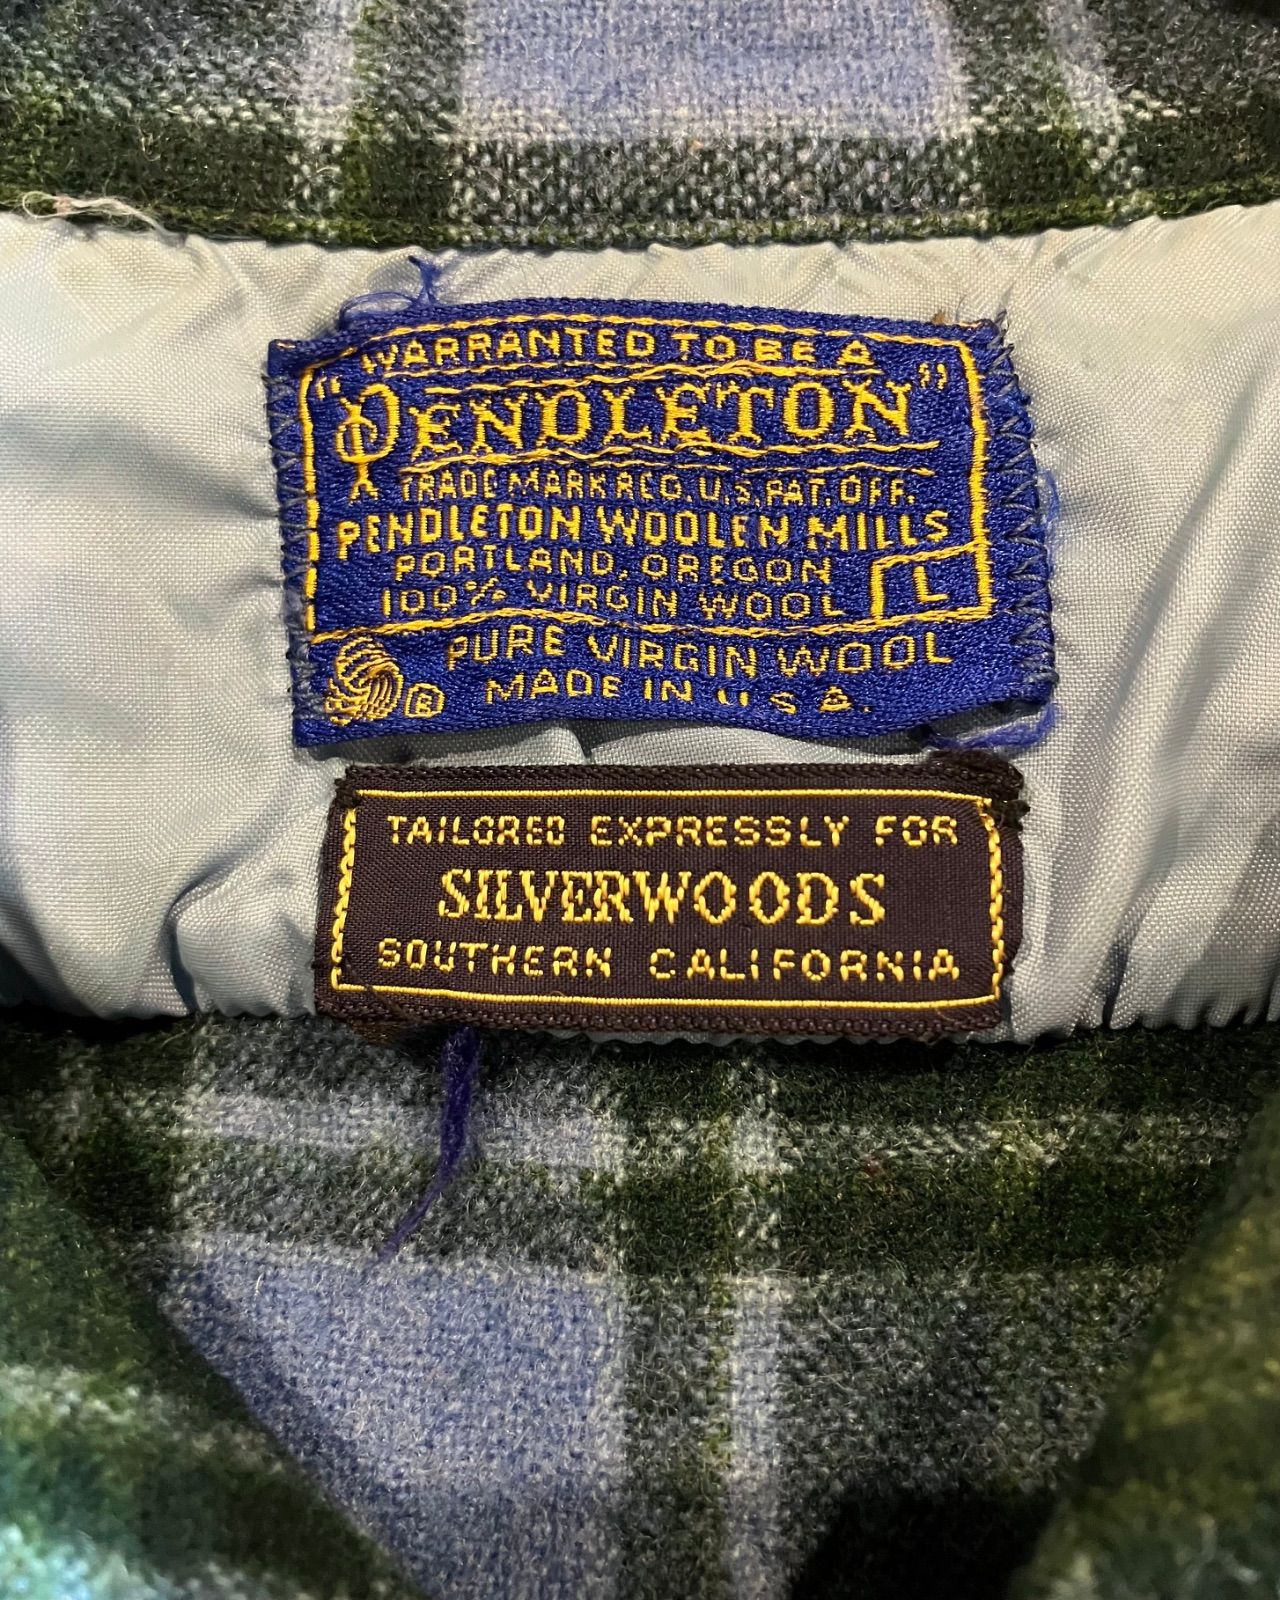 WARRANTED TO BE A
"PENDLETON"
TRADE MARK REG. U.S. PAT. OFF.
PENDLETON WOOLEN MILLS
PORTLAND, OREGON
100% VIRGIN WOOL L
PURE VIRGIN WOOL
® MADE IN U S A.
TAILORED EXPRESSLY FOR
SILVERWOODS
SOUTHERN CALIFORNIA